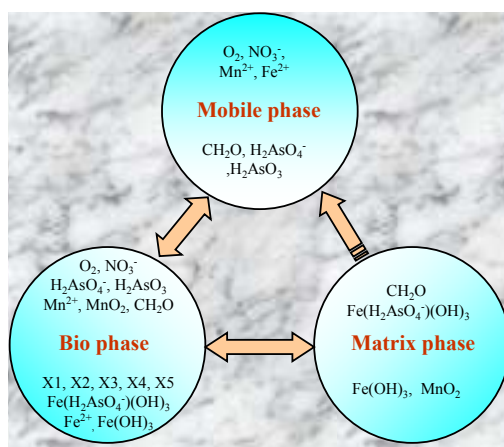 O₂, NO₃⁻,
Mn²⁺, Fe²⁺
Mobile phase
CH₂O, H₂AsO₄⁻
,H₂AsO₃
O₂, NO₃⁻
H₂AsO₄⁻, H₂AsO₃
Mn²⁺, MnO₂, CH₂O
Bio phase
X1, X2, X3, X4, X5
Fe(H₂AsO₄⁻)(OH)₃
Fe²⁺, Fe(OH)₃
CH₂O
Fe(H₂AsO₄⁻)(OH)₃
Matrix phase
Fe(OH)₃, MnO₂